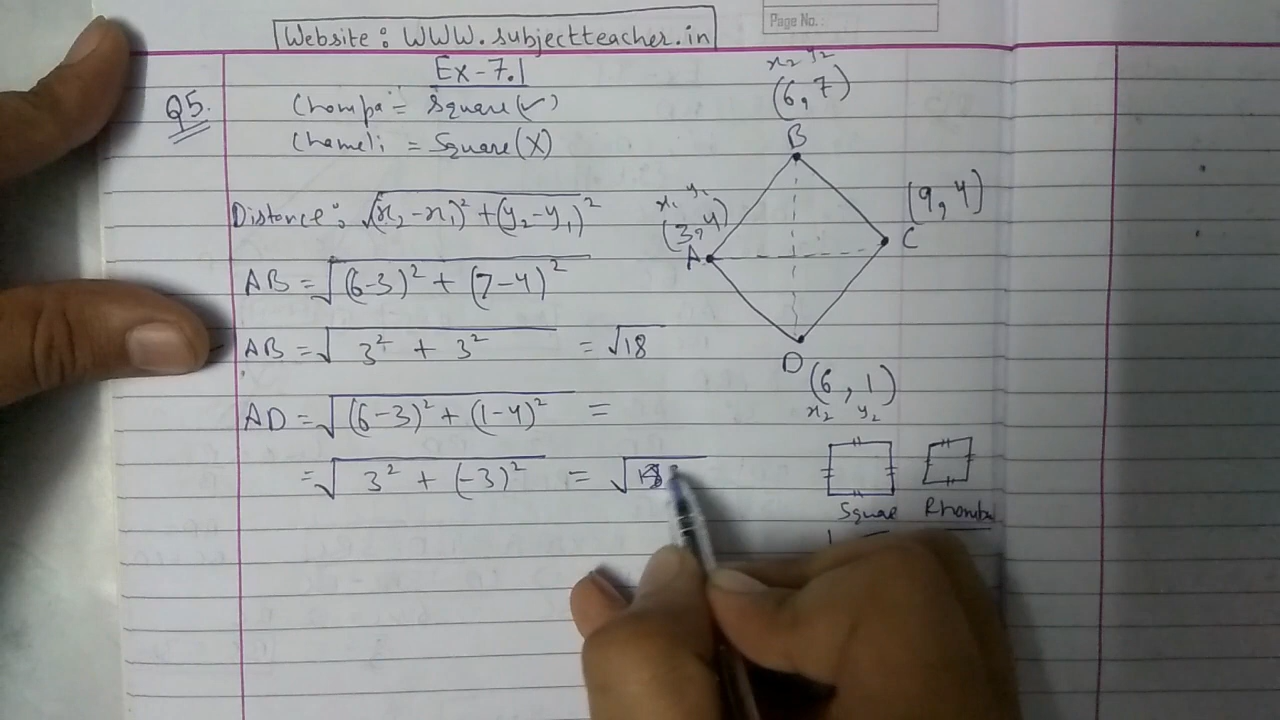 Website : WWW.subjectteacher.in
Page No. :
Ex-7.1
Q5.
Champa = Square (✓)
Chameli = Square (X)
Distance : √(x₂-x₁)² + (y₂-y₁)²
AB = √(6-3)² + (7-4)²
AB = √3² + 3² = √18
AD = √(6-3)² + (1-4)² =
= √3² + (-3)² = √18
x₂ y₂
(6, 7)
B
x₁ y₁
(3, 4)
A
(9, 4)
C
D
(6, 1)
x₂ y₂
Square